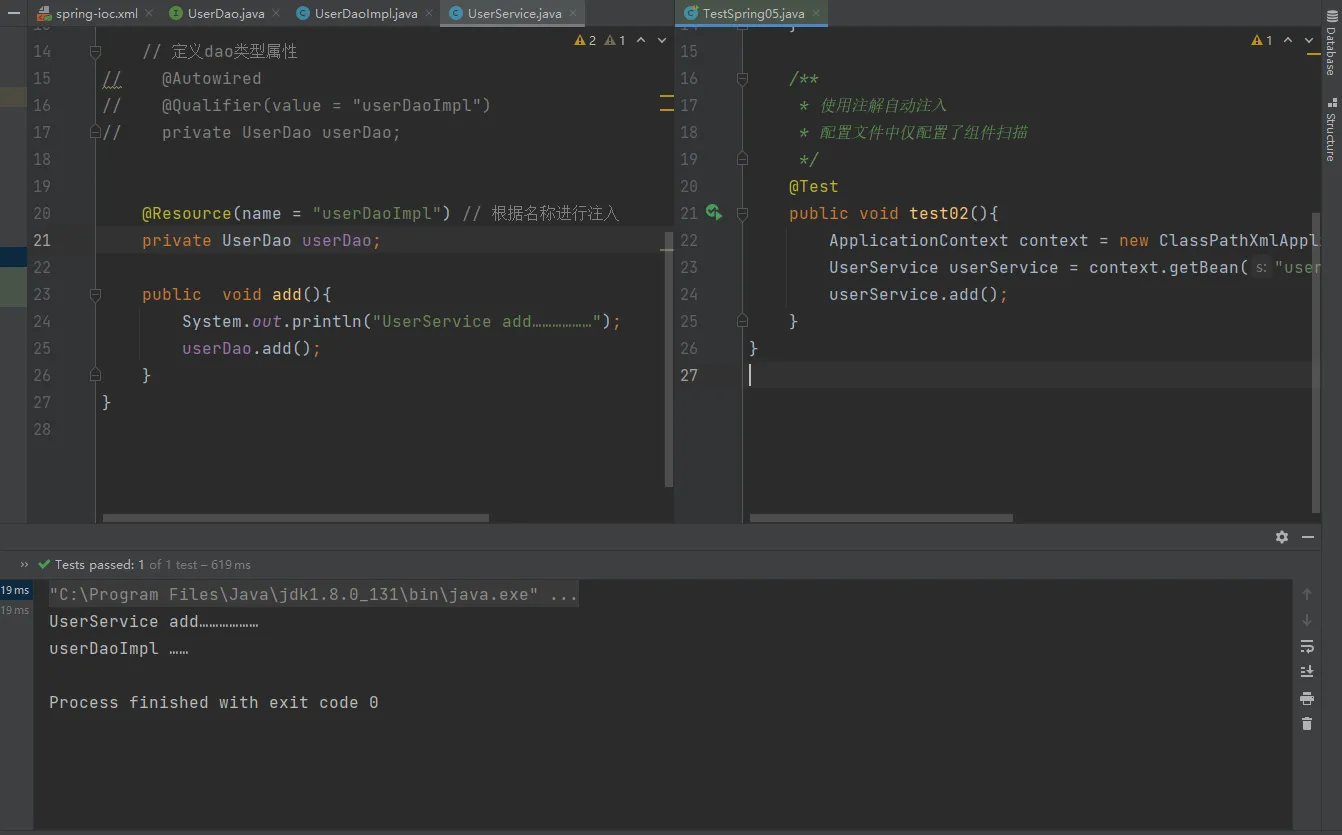 spring-ioc.xml UserDao.java UserDaoImpl.java UserService.java TestSpring05.java
2 1
14 // 定义dao类型属性
15 // @Autowired
16 // @Qualifier(value = "userDaoImpl")
17 // private UserDao userDao;
18
19
20 @Resource(name = "userDaoImpl") // 根据名称进行注入
21 private UserDao userDao;
22
23 public void add(){
24 System.out.println("UserService add………………");
25 userDao.add();
26 }
27 }
28
1
15
16 /**
17 * 使用注解自动注入
18 * 配置文件中仅配置了组件扫描
19 */
20 @Test
21 public void test02(){
22 ApplicationContext context = new ClassPathXmlAppl
23 UserService userService = context.getBean( s: "user
24 userService.add();
25 }
26 }
27
Database
Structure
» Tests passed: 1 of 1 test – 619 ms
19 ms
19 ms
"C:\Program Files\Java\jdk1.8.0_131\bin\java.exe" ...
UserService add………………
userDaoImpl ……
Process finished with exit code 0